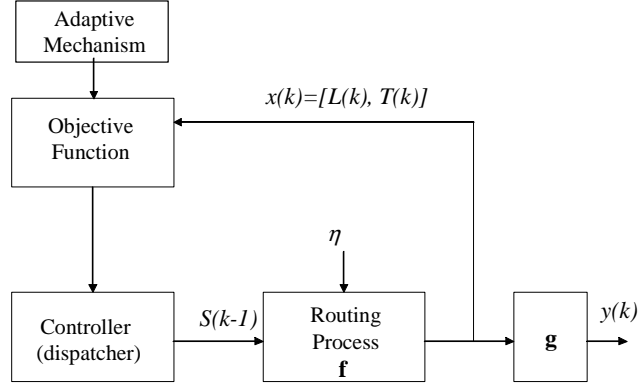 Adaptive
Mechanism
x(k)=[L(k), T(k)]
Objective
Function
η
Controller
(dispatcher)
S(k-1)
Routing
Process
f
g
y(k)